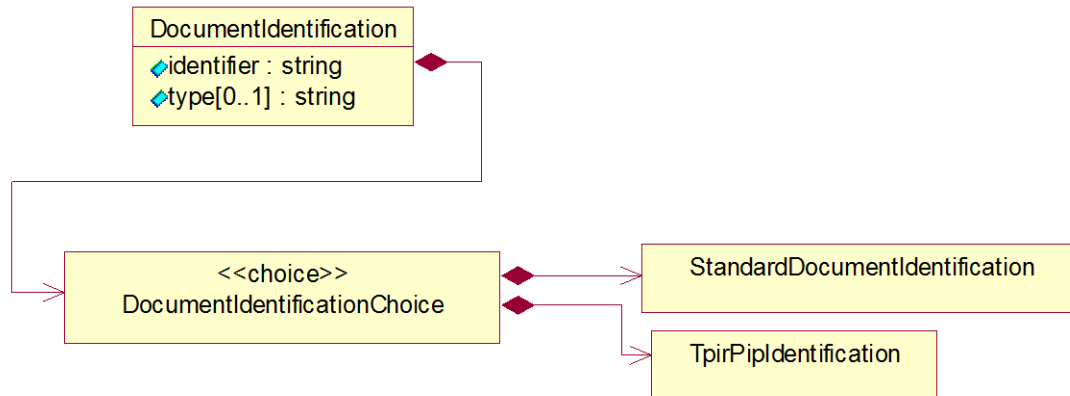 DocumentIdentification
identifier : string
type[0..1] : string
<<choice>>
DocumentIdentificationChoice
StandardDocumentIdentification
TpirPipIdentification